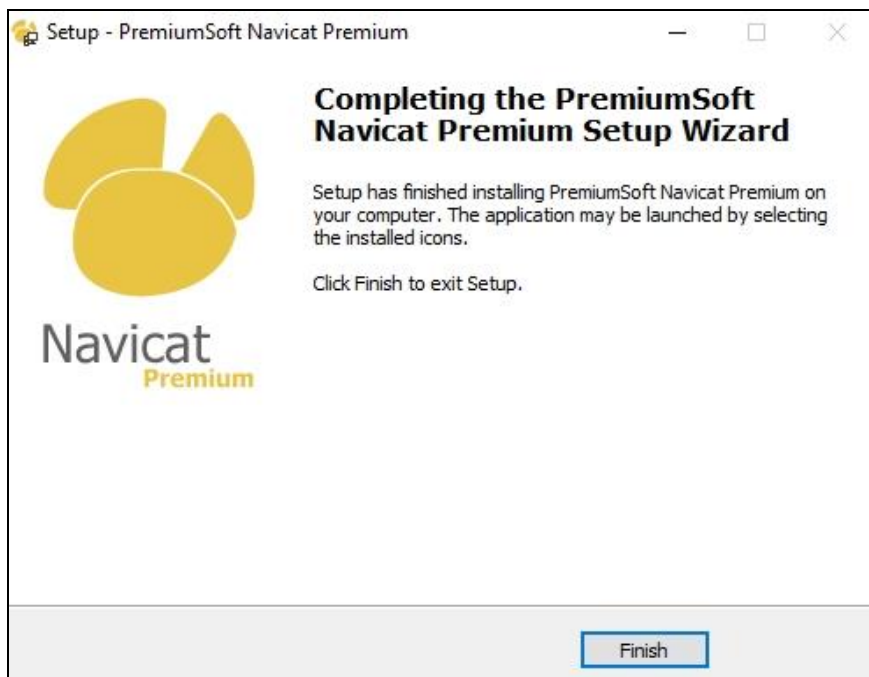 Setup - PremiumSoft Navicat Premium
Completing the PremiumSoft
Navicat Premium Setup Wizard
Setup has finished installing PremiumSoft Navicat Premium on
your computer. The application may be launched by selecting
the installed icons.
Click Finish to exit Setup.
Navicat
Premium
Finish